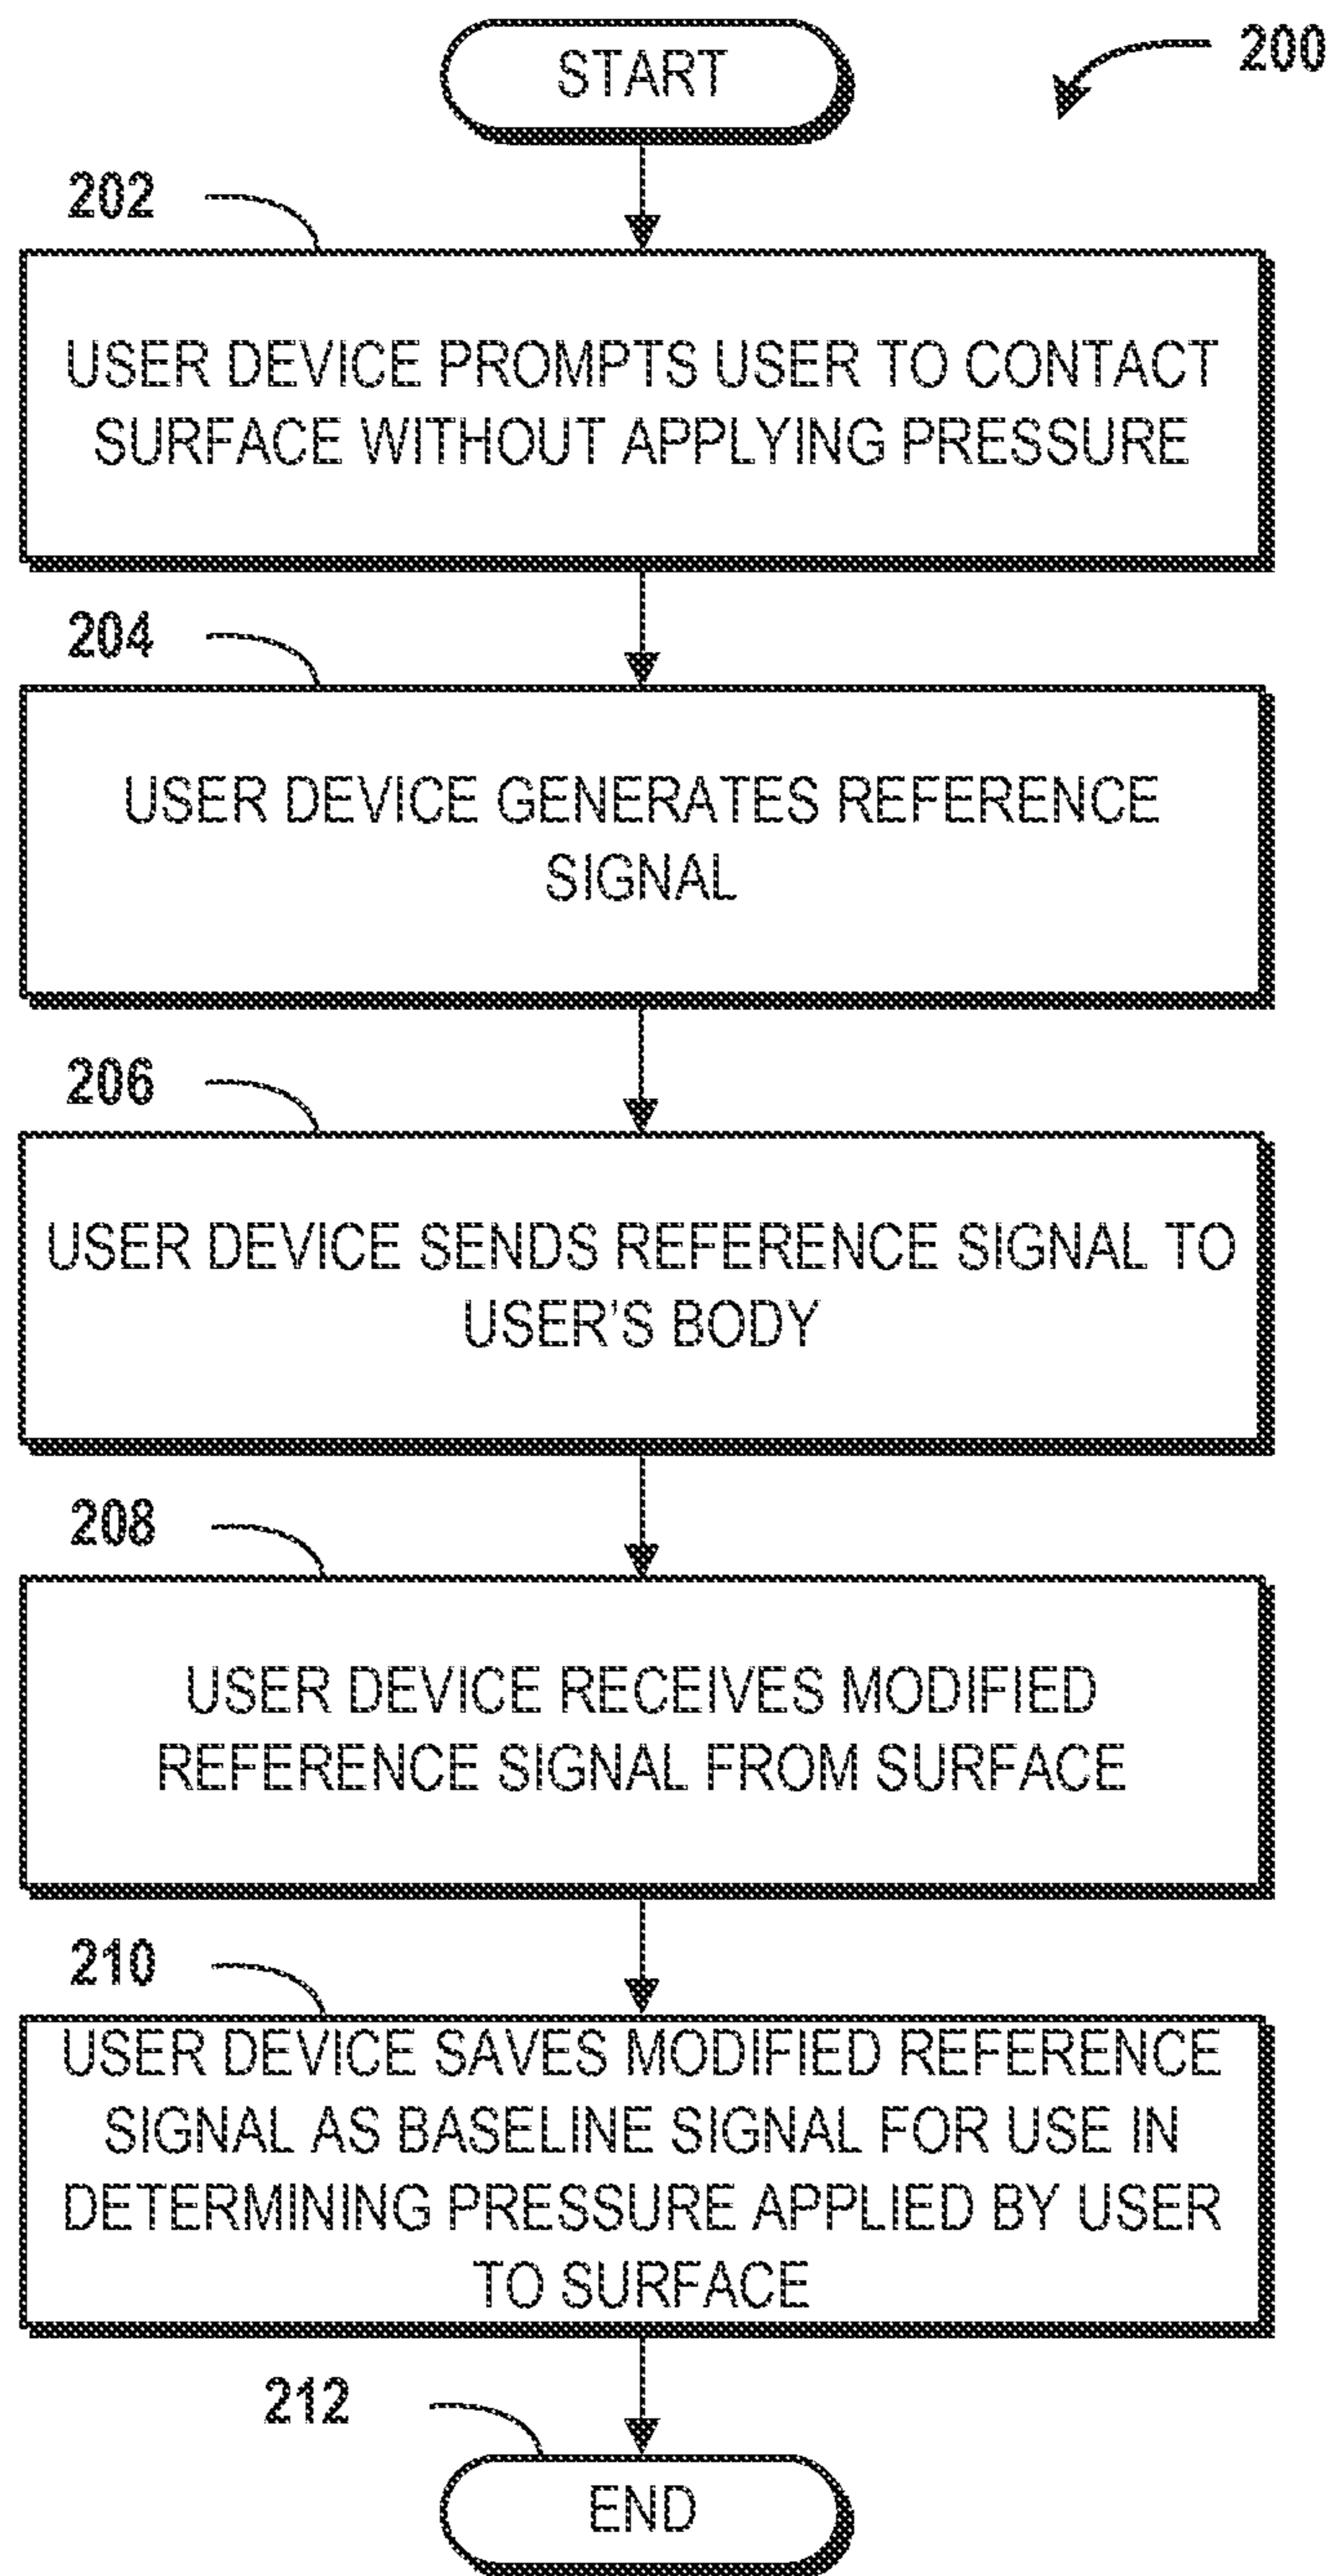 START
200
202
USER DEVICE PROMPTS USER TO CONTACT
SURFACE WITHOUT APPLYING PRESSURE
204
USER DEVICE GENERATES REFERENCE
SIGNAL
206
USER DEVICE SENDS REFERENCE SIGNAL TO
USER'S BODY
208
USER DEVICE RECEIVES MODIFIED
REFERENCE SIGNAL FROM SURFACE
210
USER DEVICE SAVES MODIFIED REFERENCE
SIGNAL AS BASELINE SIGNAL FOR USE IN
DETERMINING PRESSURE APPLIED BY USER
TO SURFACE
212
END